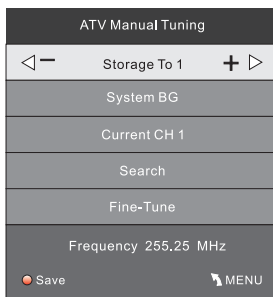 ATV Manual Tuning
Storage To 1
System BG
Current CH 1
Search
Fine-Tune
Frequency 255.25 MHz
Save MENU